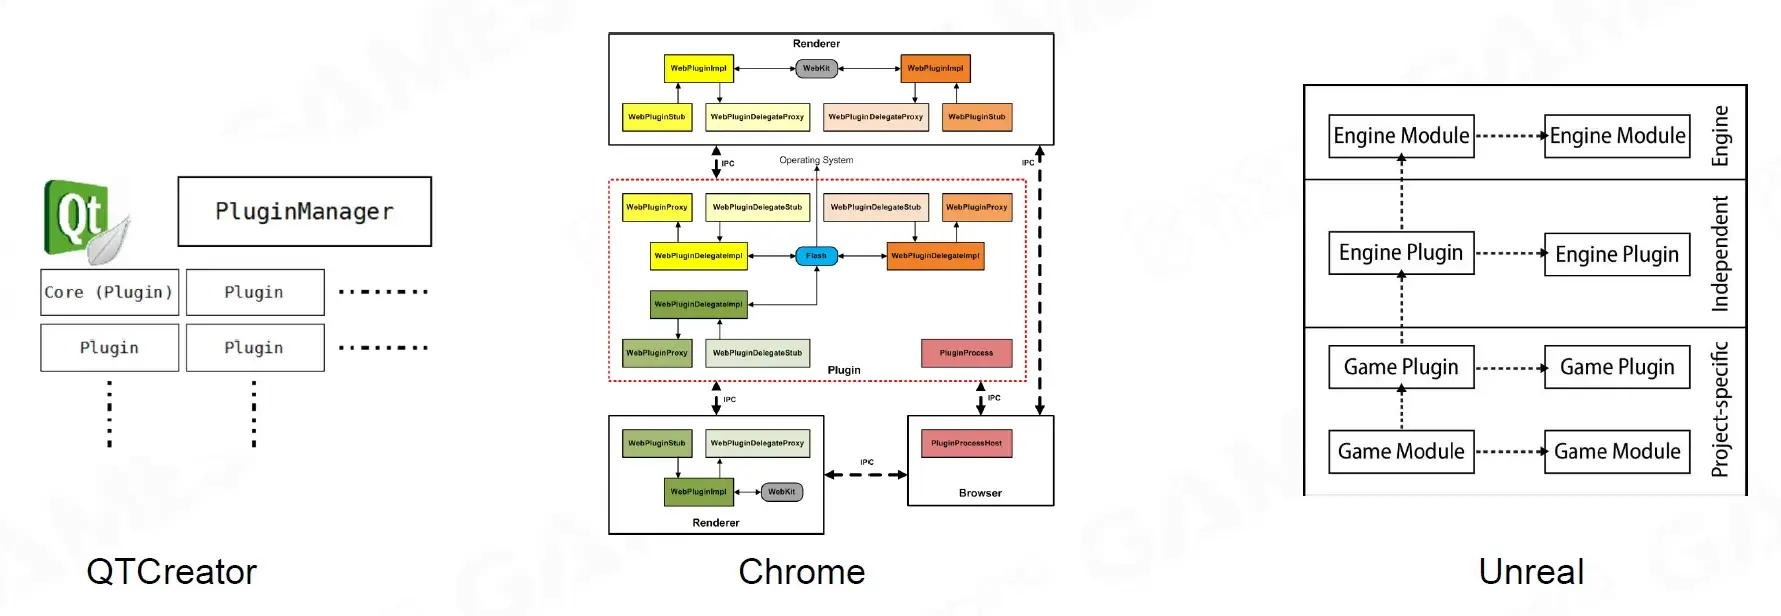 Qt
PluginManager
Core (Plugin)
Plugin
Plugin
Plugin
QTCreator
Renderer
WebPluginImpl
WebKit
WebPluginImpl
WebPluginStub
WebPluginDelegateProxy
WebPluginDelegateProxy
WebPluginStub
IPC
Operating System
IPC
WebPluginProxy
WebPluginDelegateStub
WebPluginDelegateStub
WebPluginProxy
WebPluginDelegateImpl
Flash
WebPluginDelegateImpl
WebPluginDelegateImpl
WebPluginProxy
WebPluginDelegateStub
PluginProcess
Plugin
IPC
IPC
WebPluginStub
WebPluginDelegateProxy
PluginProcessHost
IPC
WebPluginImpl
WebKit
Browser
Renderer
Chrome
Engine Module
Engine Module
Engine
Engine Plugin
Engine Plugin
Independent
Game Plugin
Game Plugin
Game Module
Game Module
Project-specific
Unreal